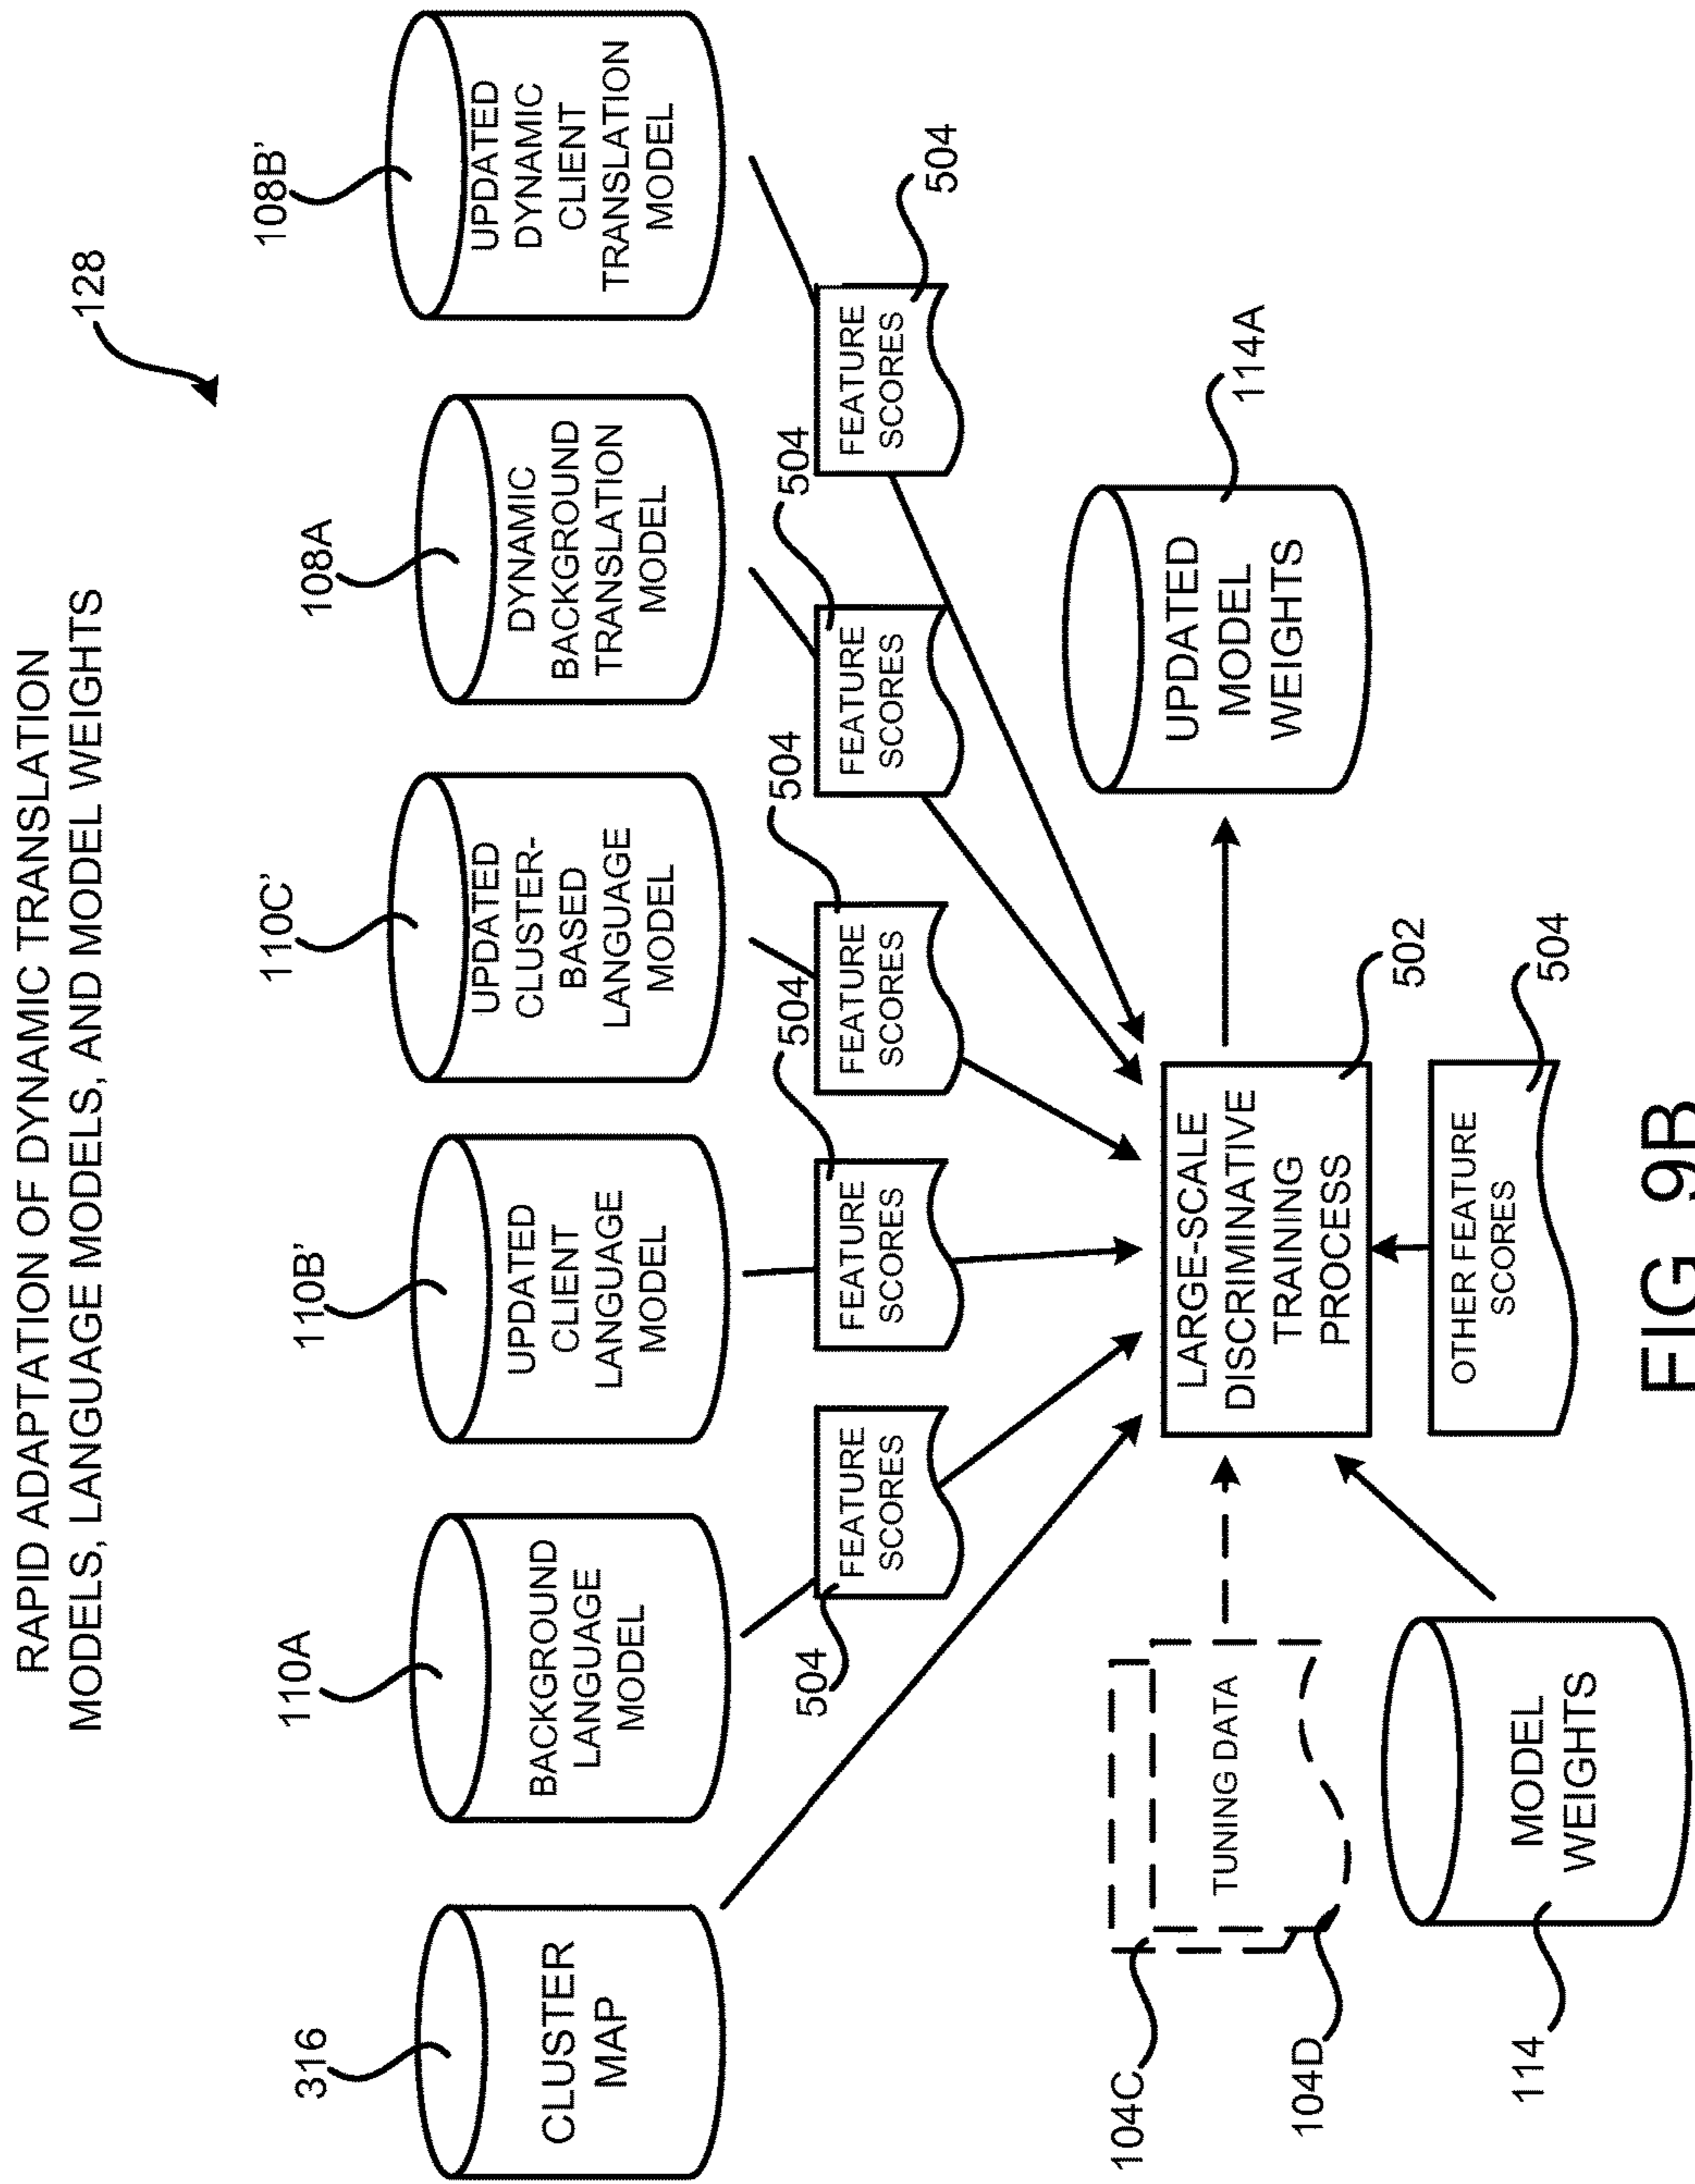 RAPID ADAPTATION OF DYNAMIC TRANSLATION
MODELS, LANGUAGE MODELS, AND MODEL WEIGHTS
128
316
CLUSTER
MAP
110A
BACKGROUND
LANGUAGE
MODEL
110B'
UPDATED
CLIENT
LANGUAGE
MODEL
110C'
UPDATED
CLUSTER-
BASED
LANGUAGE
MODEL
108A
DYNAMIC
BACKGROUND
TRANSLATION
MODEL
108B'
UPDATED
DYNAMIC
CLIENT
TRANSLATION
MODEL
504
FEATURE
SCORES
504
FEATURE
SCORES
504
FEATURE
SCORES
504
FEATURE
SCORES
504
FEATURE
SCORES
104C
TUNING DATA
104D
LARGE-SCALE
DISCRIMINATIVE
TRAINING
PROCESS
502
UPDATED
MODEL
WEIGHTS
114A
114
MODEL
WEIGHTS
OTHER FEATURE
SCORES
504
FIG 9B